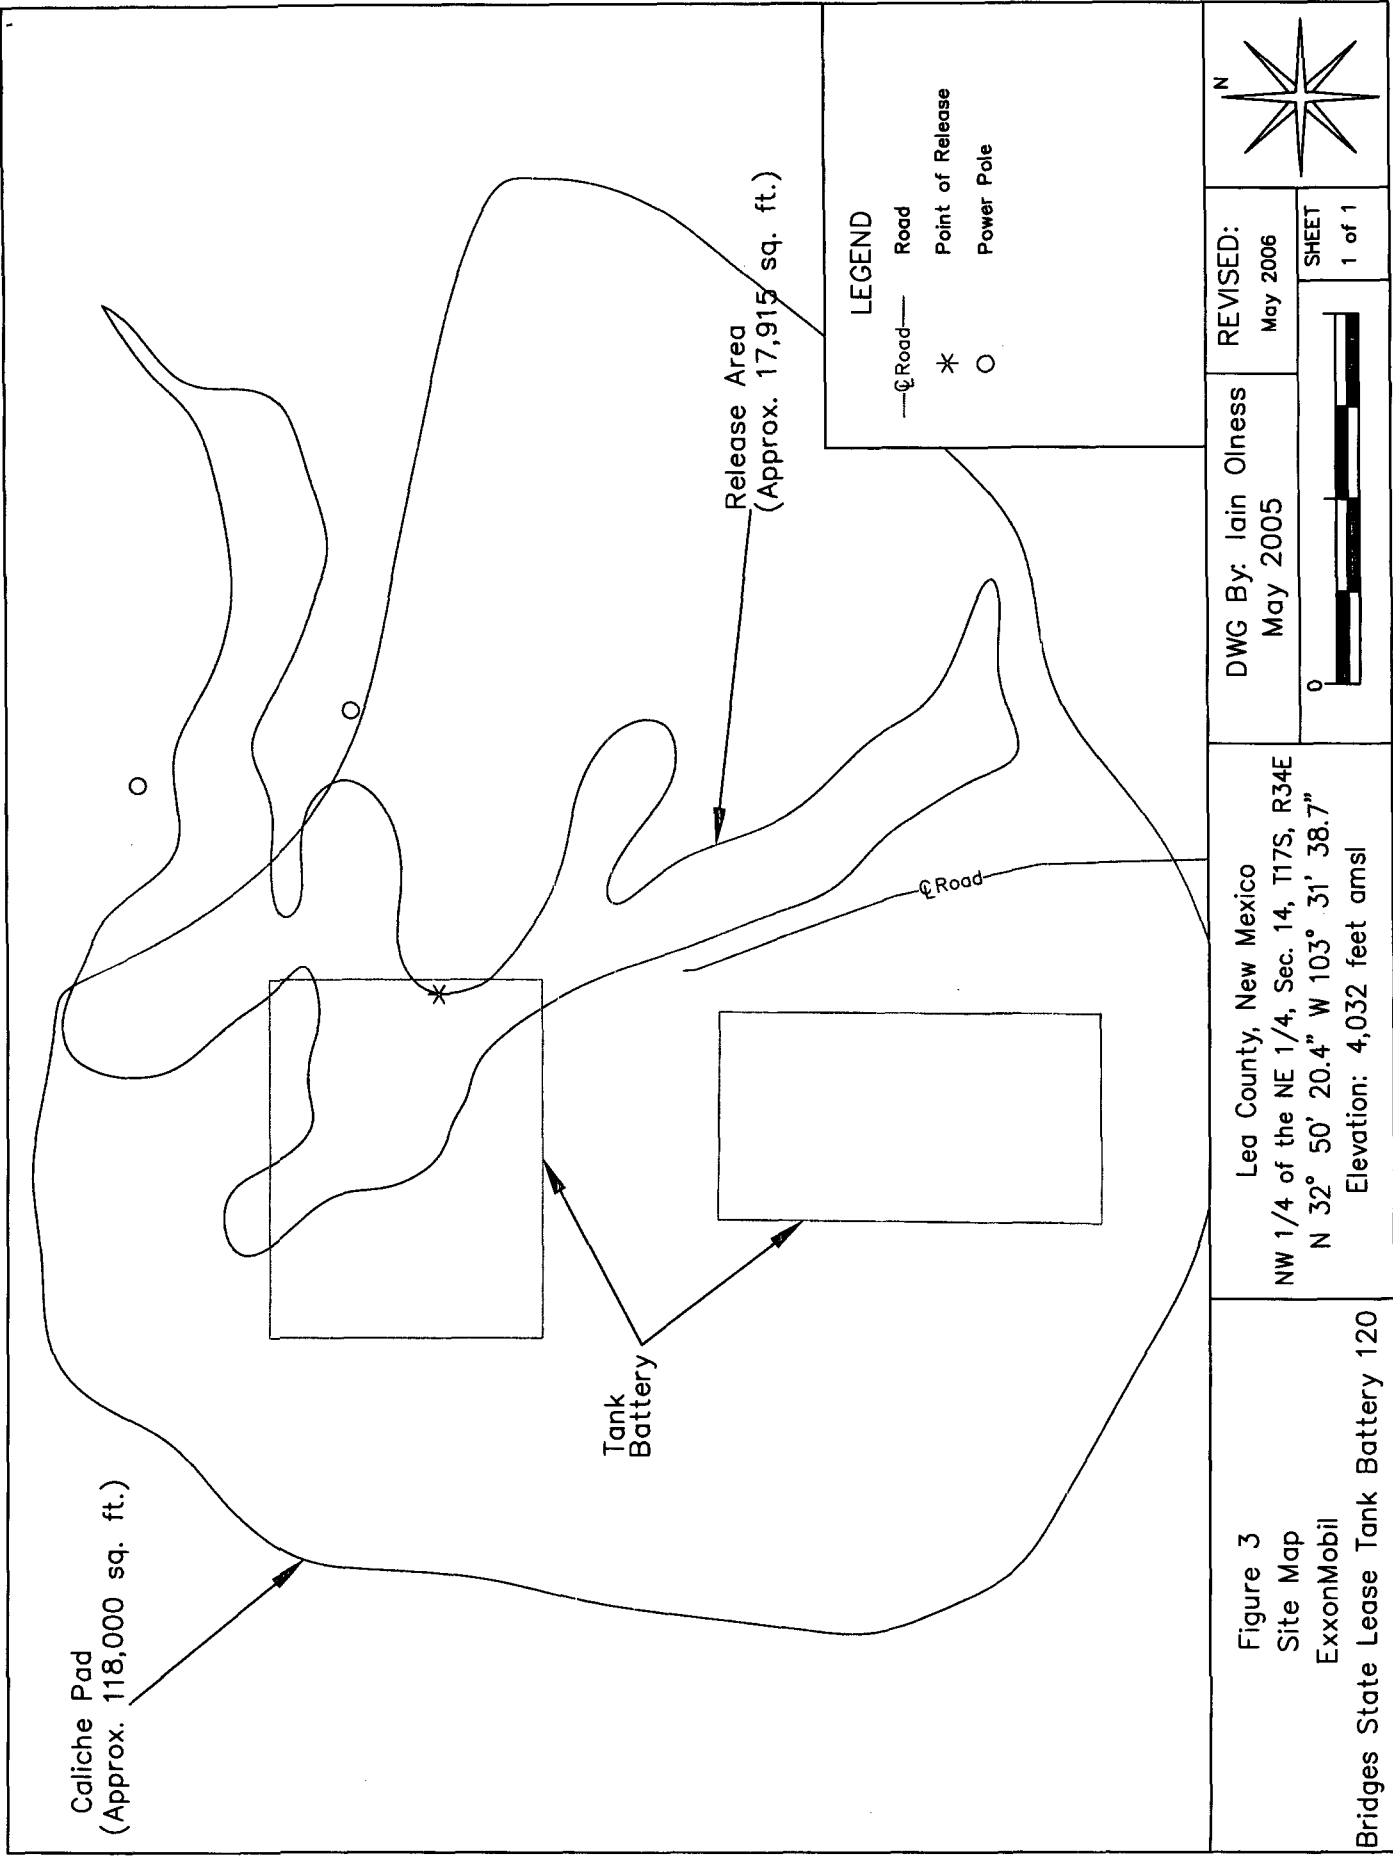 Caliche Pad
(Approx. 118,000 sq. ft.)
Tank
Battery
Release Area
(Approx. 17,915 sq. ft.)
℄ Road
LEGEND
℄ Road Road
Point of Release
Power Pole
Figure 3
Site Map
ExxonMobil
Bridges State Lease Tank Battery 120
Lea County, New Mexico
NW 1/4 of the NE 1/4, Sec. 14, T17S, R34E
N 32° 50' 20.4" W 103° 31' 38.7"
Elevation: 4,032 feet amsl
DWG By: Iain Olness
May 2005
REVISED:
May 2006
0
SHEET
1 of 1
N